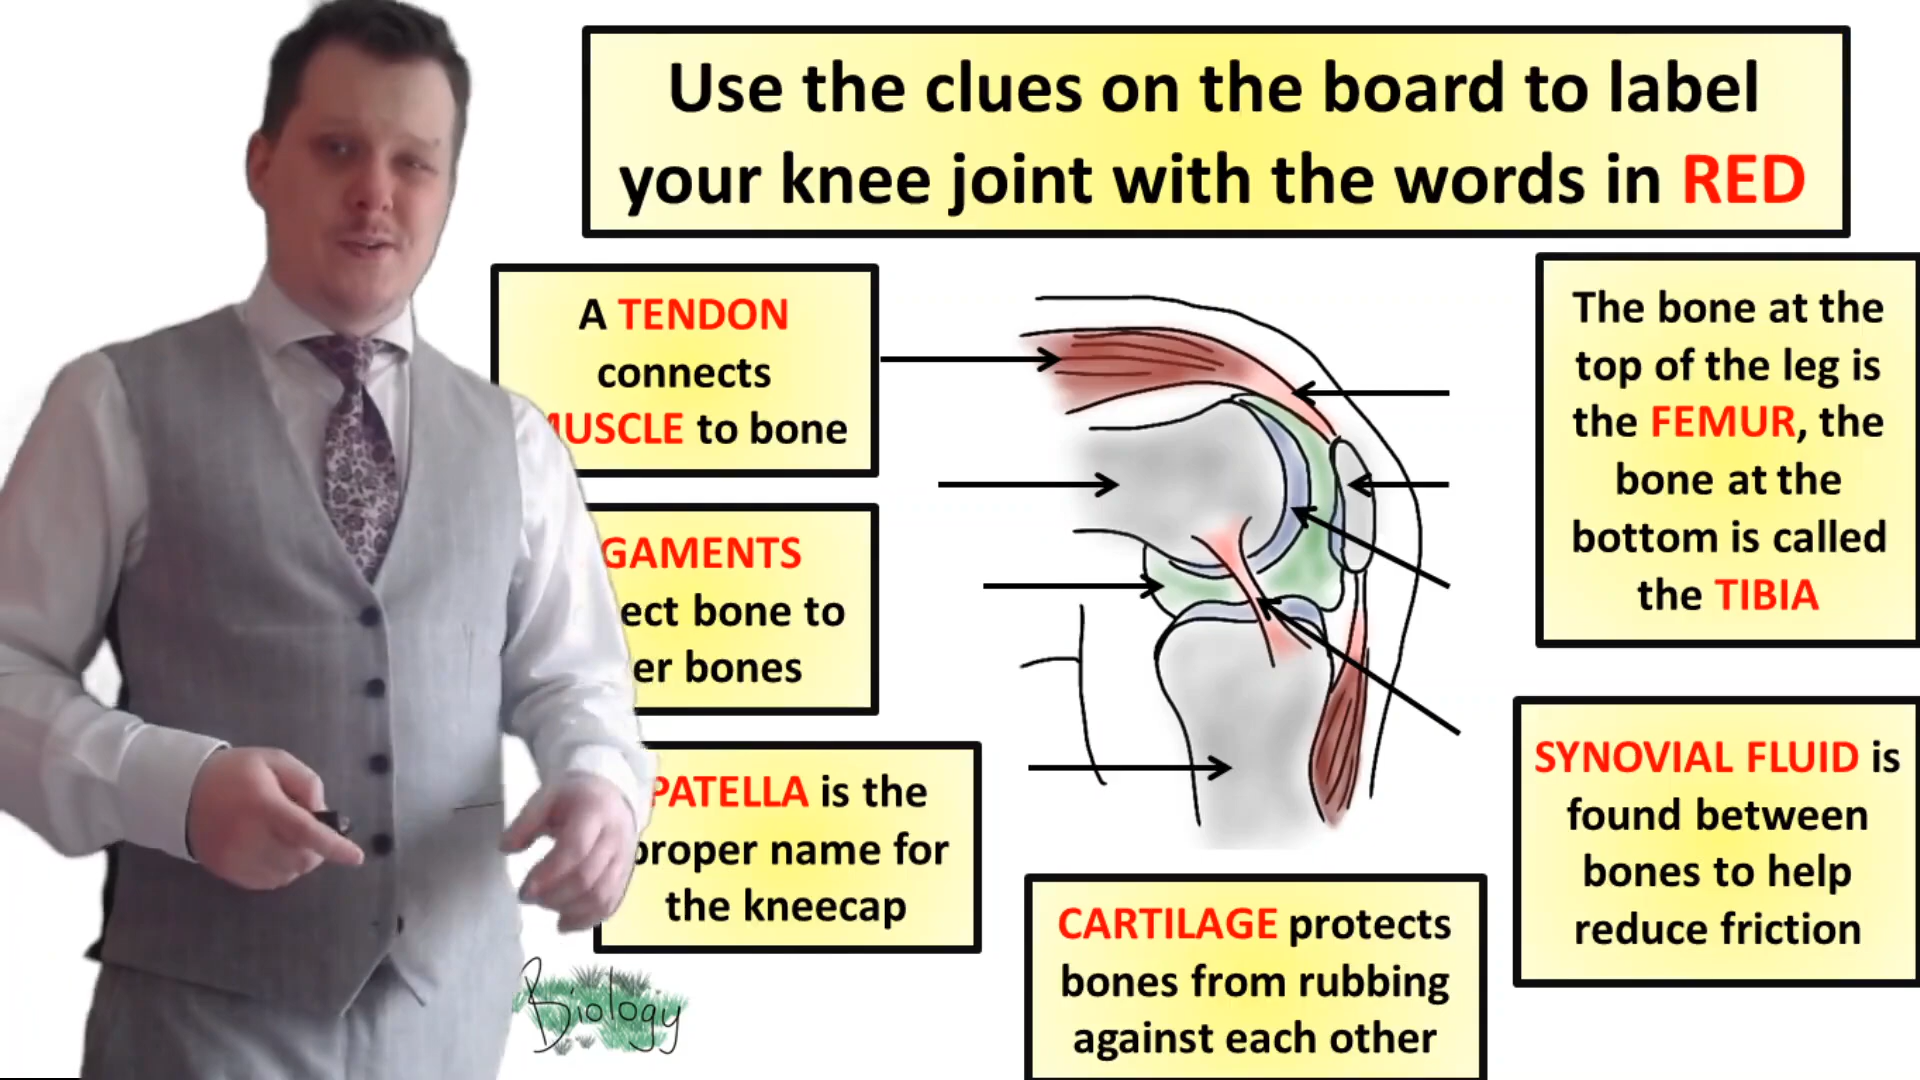 Use the clues on the board to label
your knee joint with the words in RED
A TENDON
connects
MUSCLE to bone
GAMENTS
ect bone to
er bones
PATELLA is the
proper name for
the kneecap
The bone at the
top of the leg is
the FEMUR, the
bone at the
bottom is called
the TIBIA
SYNOVIAL FLUID is
found between
bones to help
reduce friction
CARTILAGE protects
bones from rubbing
against each other
Biology